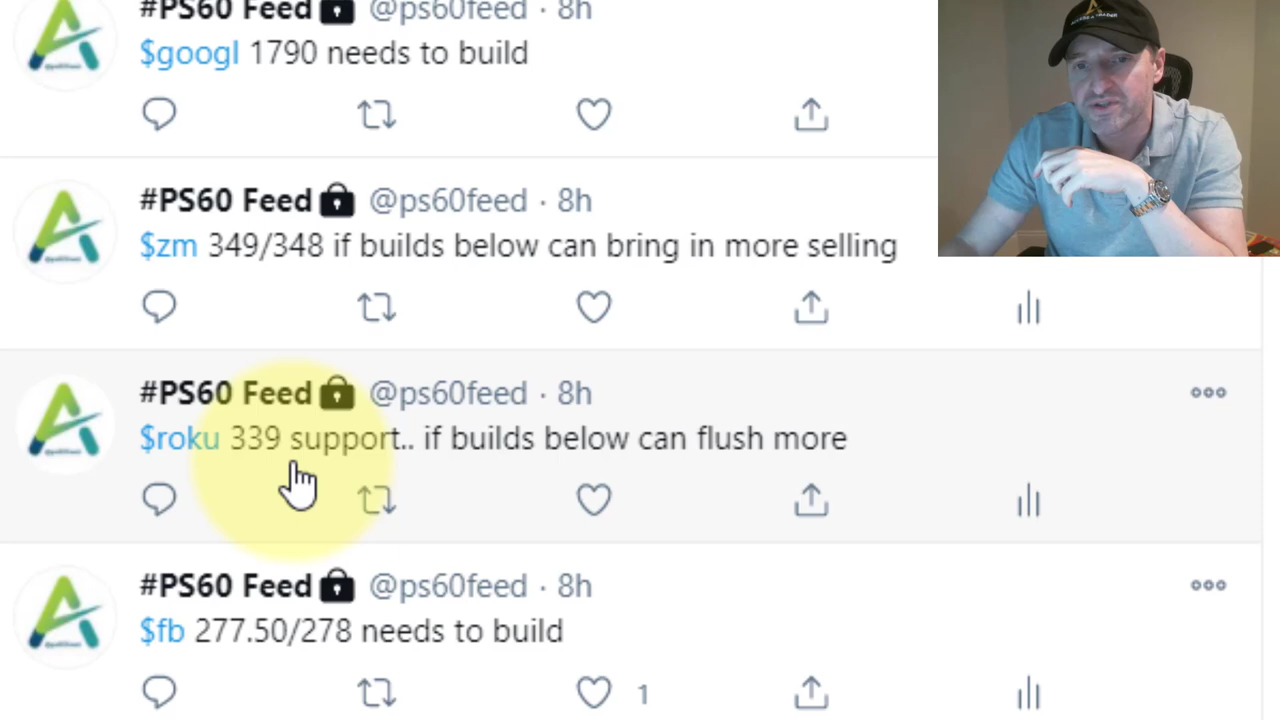 #PS60 Feed @ps60feed · 8h
$googl 1790 needs to build
#PS60 Feed @ps60feed · 8h
$zm 349/348 if builds below can bring in more selling
#PS60 Feed @ps60feed · 8h
$roku 339 support.. if builds below can flush more
#PS60 Feed @ps60feed · 8h
$fb 277.50/278 needs to build
1